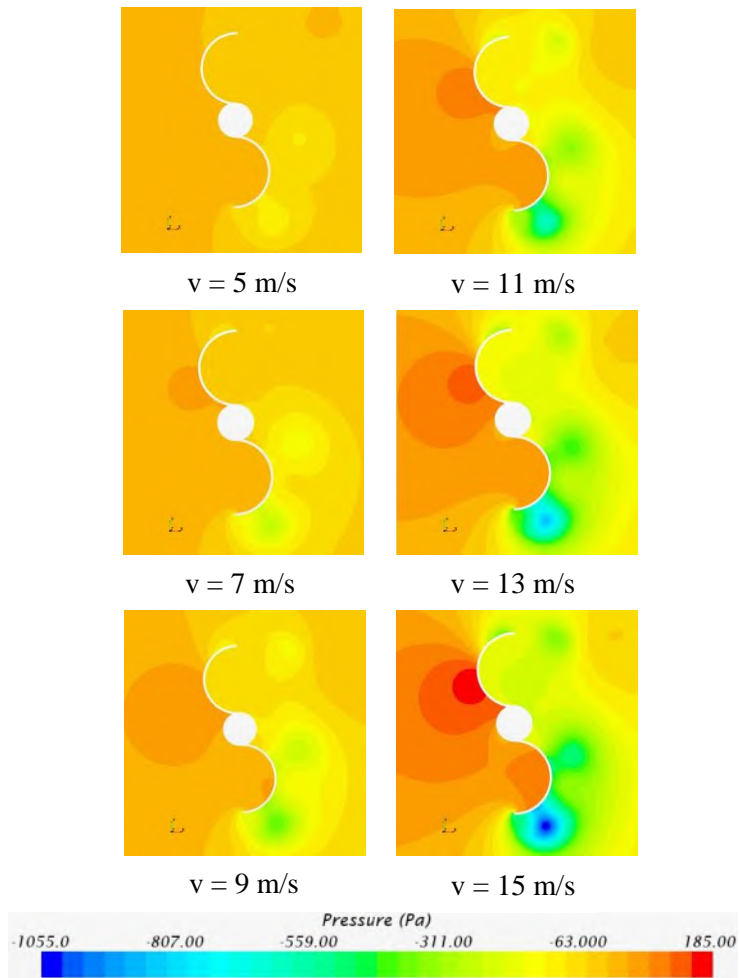 v = 5 m/s
v = 11 m/s
v = 7 m/s
v = 13 m/s
v = 9 m/s
v = 15 m/s
Pressure (Pa)
-1055.0 -807.00 -559.00 -311.00 -63.000 185.00